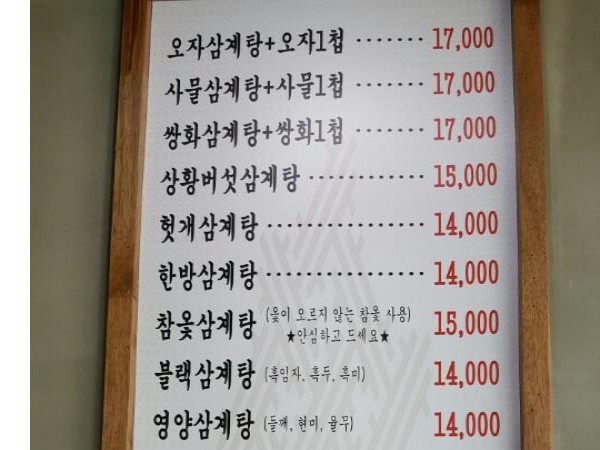 오자삼계탕+오자1첩 ······· 17,000
사물삼계탕+사물1첩 ······· 17,000
쌍화삼계탕+쌍화1첩 ······· 17,000
상황버섯삼계탕 ············ 15,000
헛개삼계탕 ················ 14,000
한방삼계탕 ················ 14,000
참옻삼계탕 (옻이 오르지 않는 참옻 사용) 15,000
★안심하고 드세요★
블랙삼계탕 (흑임자, 흑두, 흑미) 14,000
영양삼계탕 (들깨, 현미, 율무) 14,000